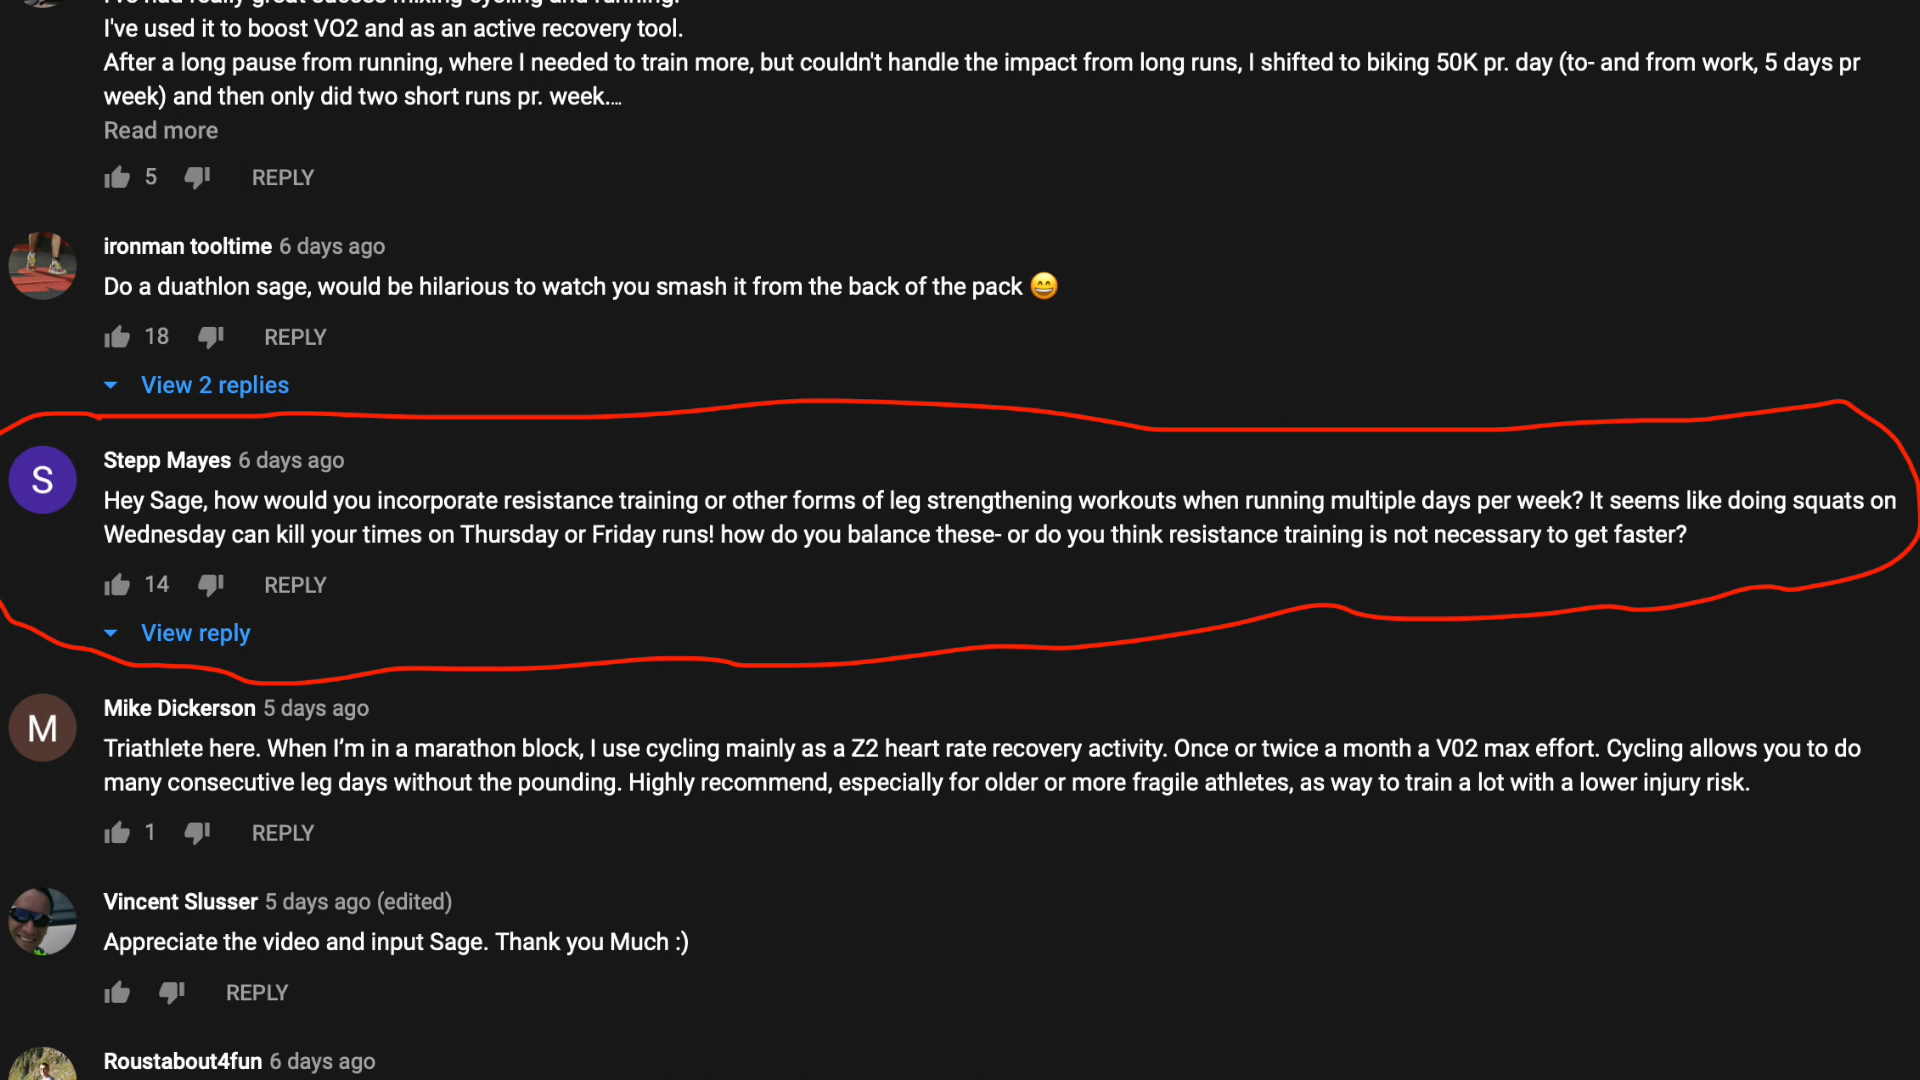 I've had really great succes mixing cycling and running.
I've used it to boost VO2 and as an active recovery tool.
After a long pause from running, where I needed to train more, but couldn't handle the impact from long runs, I shifted to biking 50K pr. day (to- and from work, 5 days pr
week) and then only did two short runs pr. week.…
Read more
5 REPLY
ironman tooltime 6 days ago
Do a duathlon sage, would be hilarious to watch you smash it from the back of the pack 😄
18 REPLY
View 2 replies
S
Stepp Mayes 6 days ago
Hey Sage, how would you incorporate resistance training or other forms of leg strengthening workouts when running multiple days per week? It seems like doing squats on
Wednesday can kill your times on Thursday or Friday runs! how do you balance these- or do you think resistance training is not necessary to get faster?
14 REPLY
View reply
M
Mike Dickerson 5 days ago
Triathlete here. When I’m in a marathon block, I use cycling mainly as a Z2 heart rate recovery activity. Once or twice a month a V02 max effort. Cycling allows you to do
many consecutive leg days without the pounding. Highly recommend, especially for older or more fragile athletes, as way to train a lot with a lower injury risk.
1 REPLY
Vincent Slusser 5 days ago (edited)
Appreciate the video and input Sage. Thank you Much :)
REPLY
Roustabout4fun 6 days ago